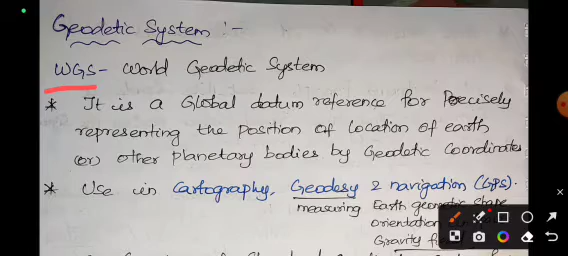 Geodetic System :-
WGS - World Geodetic System
* It is a Global datum reference for Precisely
representing the position of location of earth
(or) other planetary bodies by Geodetic Coordinates
* Use in Cartography, Geodesy & navigation (GPS).
measuring Earth geometric shape
orientation
Gravity